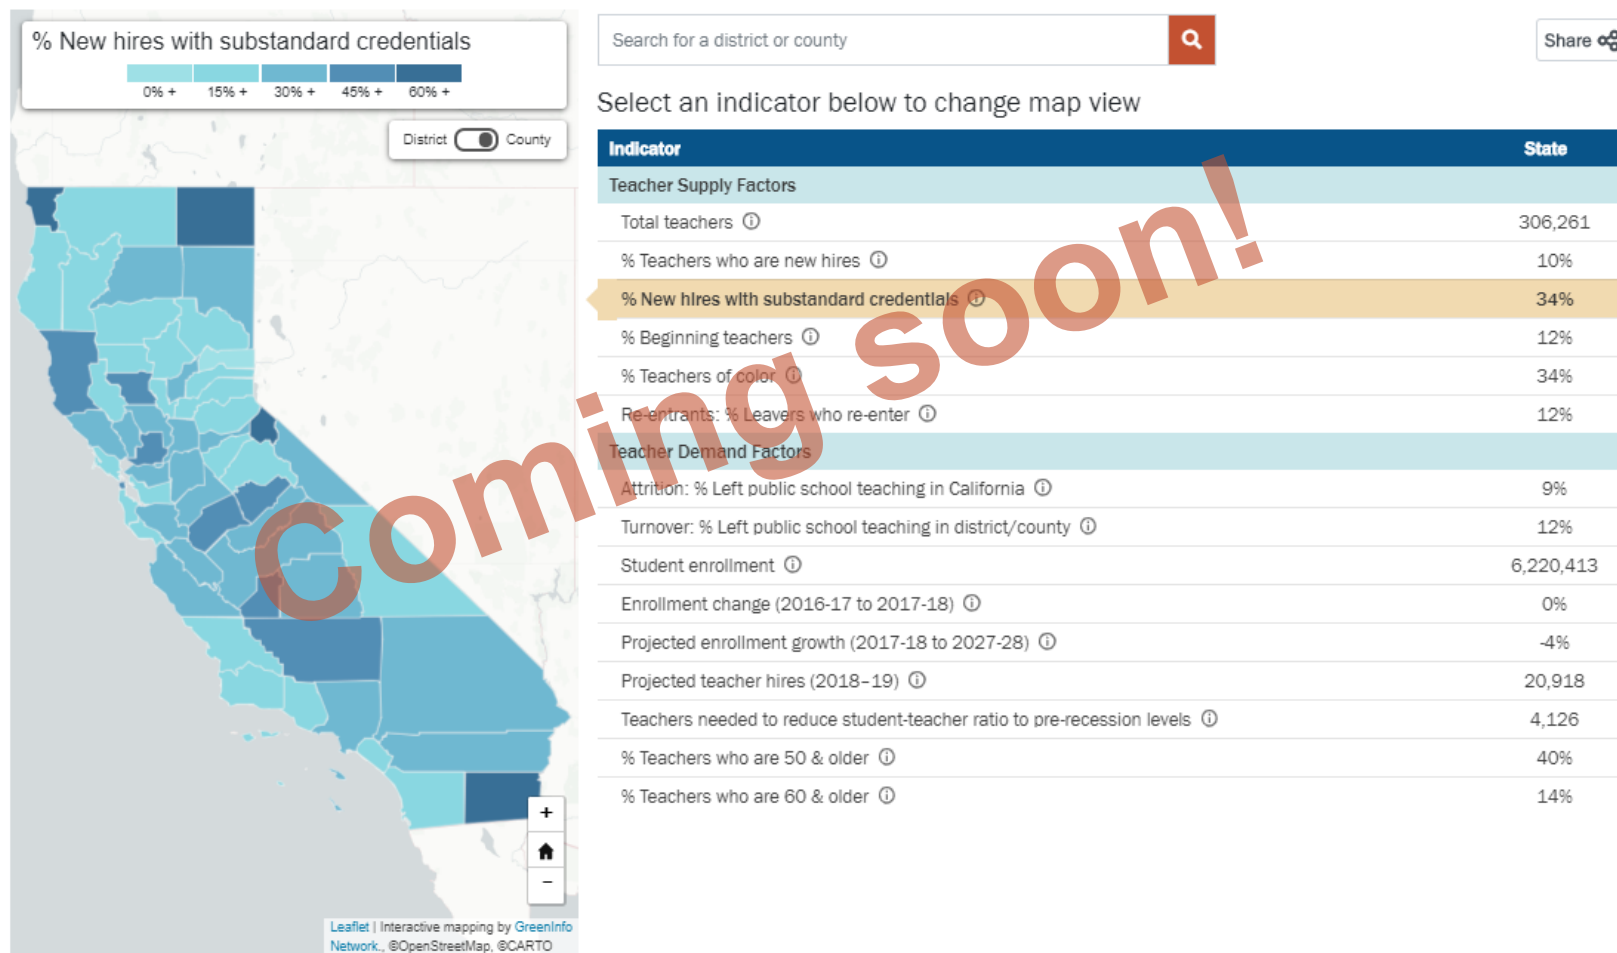 % New hires with substandard credentials
0% + 15% + 30% + 45% + 60% +
District County
Leaflet | Interactive mapping by GreenInfo
Network., ©OpenStreetMap, ©CARTO
Search for a district or county
Share
Select an indicator below to change map view
Indicator State
Teacher Supply Factors
Total teachers 306,261
% Teachers who are new hires 10%
% New hires with substandard credentials 34%
% Beginning teachers 12%
% Teachers of color 34%
Re-entrants: % Leavers who re-enter 12%
Teacher Demand Factors
Attrition: % Left public school teaching in California 9%
Turnover: % Left public school teaching in district/county 12%
Student enrollment 6,220,413
Enrollment change (2016-17 to 2017-18) 0%
Projected enrollment growth (2017-18 to 2027-28) -4%
Projected teacher hires (2018–19) 20,918
Teachers needed to reduce student-teacher ratio to pre-recession levels 4,126
% Teachers who are 50 & older 40%
% Teachers who are 60 & older 14%
Coming soon!